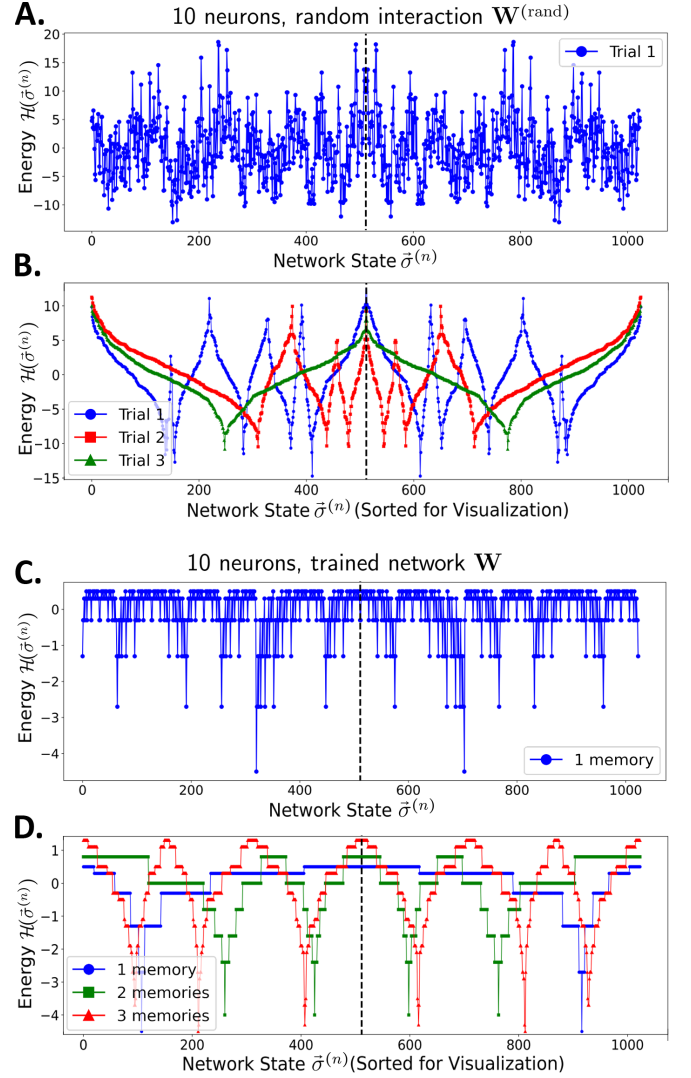 A.
10 neurons, random interaction W^(rand)
Energy H(σ⃗^(n))
20
15
10
5
0
−5
−10
Trial 1
0 200 400 600 800 1000
Network State σ⃗^(n)
B.
Energy H(σ⃗^(n))
10
5
0
−5
−10
−15
Trial 1
Trial 2
Trial 3
0 200 400 600 800 1000
Network State σ⃗^(n) (Sorted for Visualization)
10 neurons, trained network W
C.
Energy H(σ⃗^(n))
0
−1
−2
−3
−4
1 memory
0 200 400 600 800 1000
Network State σ⃗^(n)
D.
Energy H(σ⃗^(n))
1
0
−1
−2
−3
−4
1 memory
2 memories
3 memories
0 200 400 600 800 1000
Network State σ⃗^(n) (Sorted for Visualization)